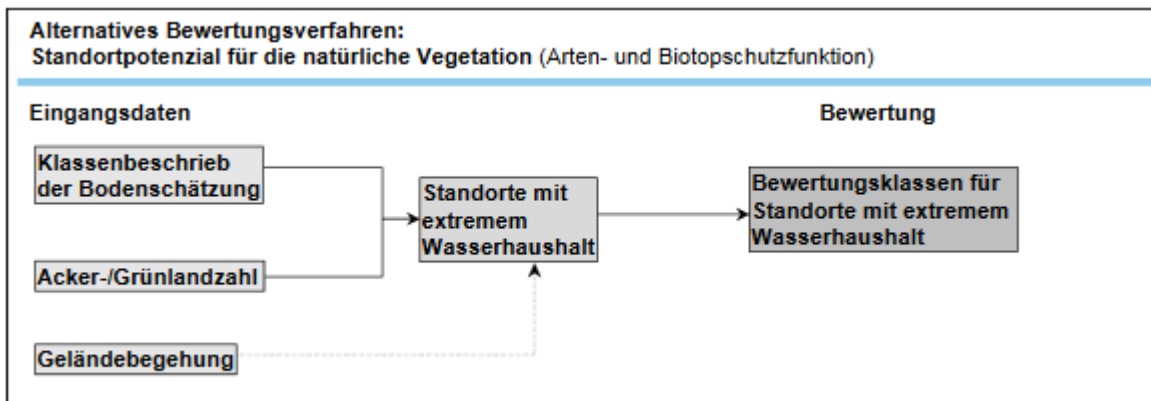 Alternatives Bewertungsverfahren:
Standortpotenzial für die natürliche Vegetation (Arten- und Biotopschutzfunktion)
Eingangsdaten
Bewertung
Klassenbeschrieb
der Bodenschätzung
Standorte mit
extremem
Wasserhaushalt
Bewertungsklassen für
Standorte mit extremem
Wasserhaushalt
Acker-/Grünlandzahl
Geländebegehung